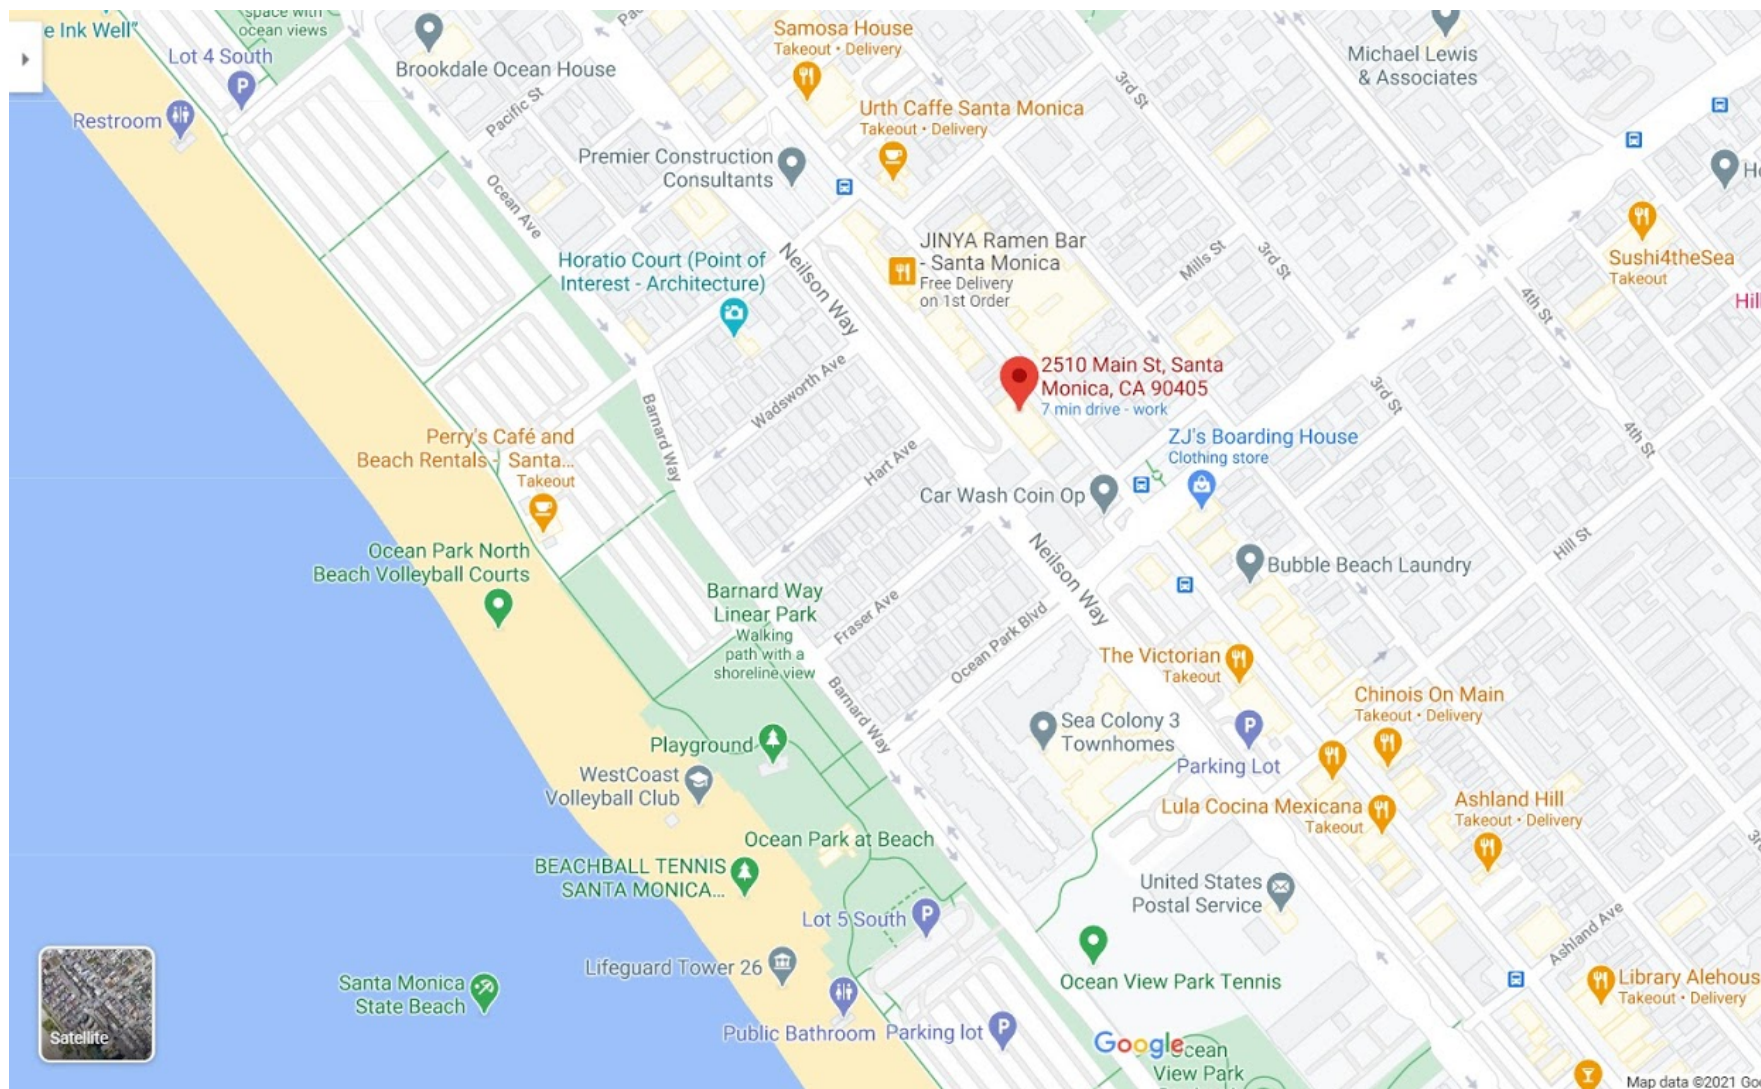 e Ink Well"
space with
ocean views
Lot 4 South
Restroom
Brookdale Ocean House
Pacific St
Pac
Samosa House
Takeout • Delivery
Urth Caffe Santa Monica
Takeout • Delivery
3rd St
Michael Lewis
& Associates
Premier Construction
Consultants
Ocean Ave
He
Horatio Court (Point of
Interest - Architecture)
Neilson Way
JINYA Ramen Bar
- Santa Monica
Free Delivery
on 1st Order
Mills St
3rd St
Sushi4theSea
Takeout
4th St
Hill
2510 Main St, Santa
Monica, CA 90405
7 min drive - work
Wadsworth Ave
Barnard Way
3rd St
4th St
Perry's Café and
Beach Rentals - Santa...
Takeout
Hart Ave
ZJ's Boarding House
Clothing store
Car Wash Coin Op
Ocean Park North
Beach Volleyball Courts
Neilson Way
Bubble Beach Laundry
Hill St
Barnard Way
Linear Park
Walking
path with a
shoreline view
Fraser Ave
Ocean Park Blvd
The Victorian
Takeout
Chinois On Main
Takeout • Delivery
Barnard Way
Sea Colony 3
Townhomes
Parking Lot
Playground
WestCoast
Volleyball Club
Lula Cocina Mexicana
Takeout
Ashland Hill
Takeout • Delivery
3rd
Ocean Park at Beach
BEACHBALL TENNIS
SANTA MONICA...
United States
Postal Service
Lot 5 South
Ashland Ave
Lifeguard Tower 26
Ocean View Park Tennis
Library Alehous
Takeout • Delivery
Santa Monica
State Beach
Public Bathroom
Parking lot
Satellite
Google
Ocean
View Park
Map data ©2021 Goo